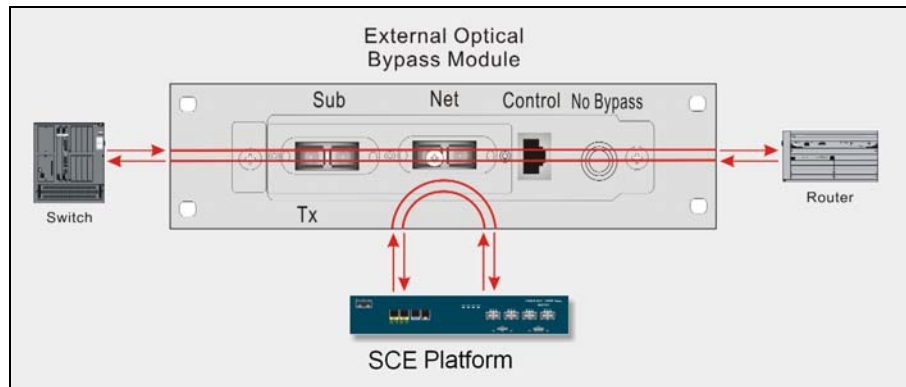 External Optical
Bypass Module
Sub Net Control No Bypass
Switch
Router
Tx
SCE Platform